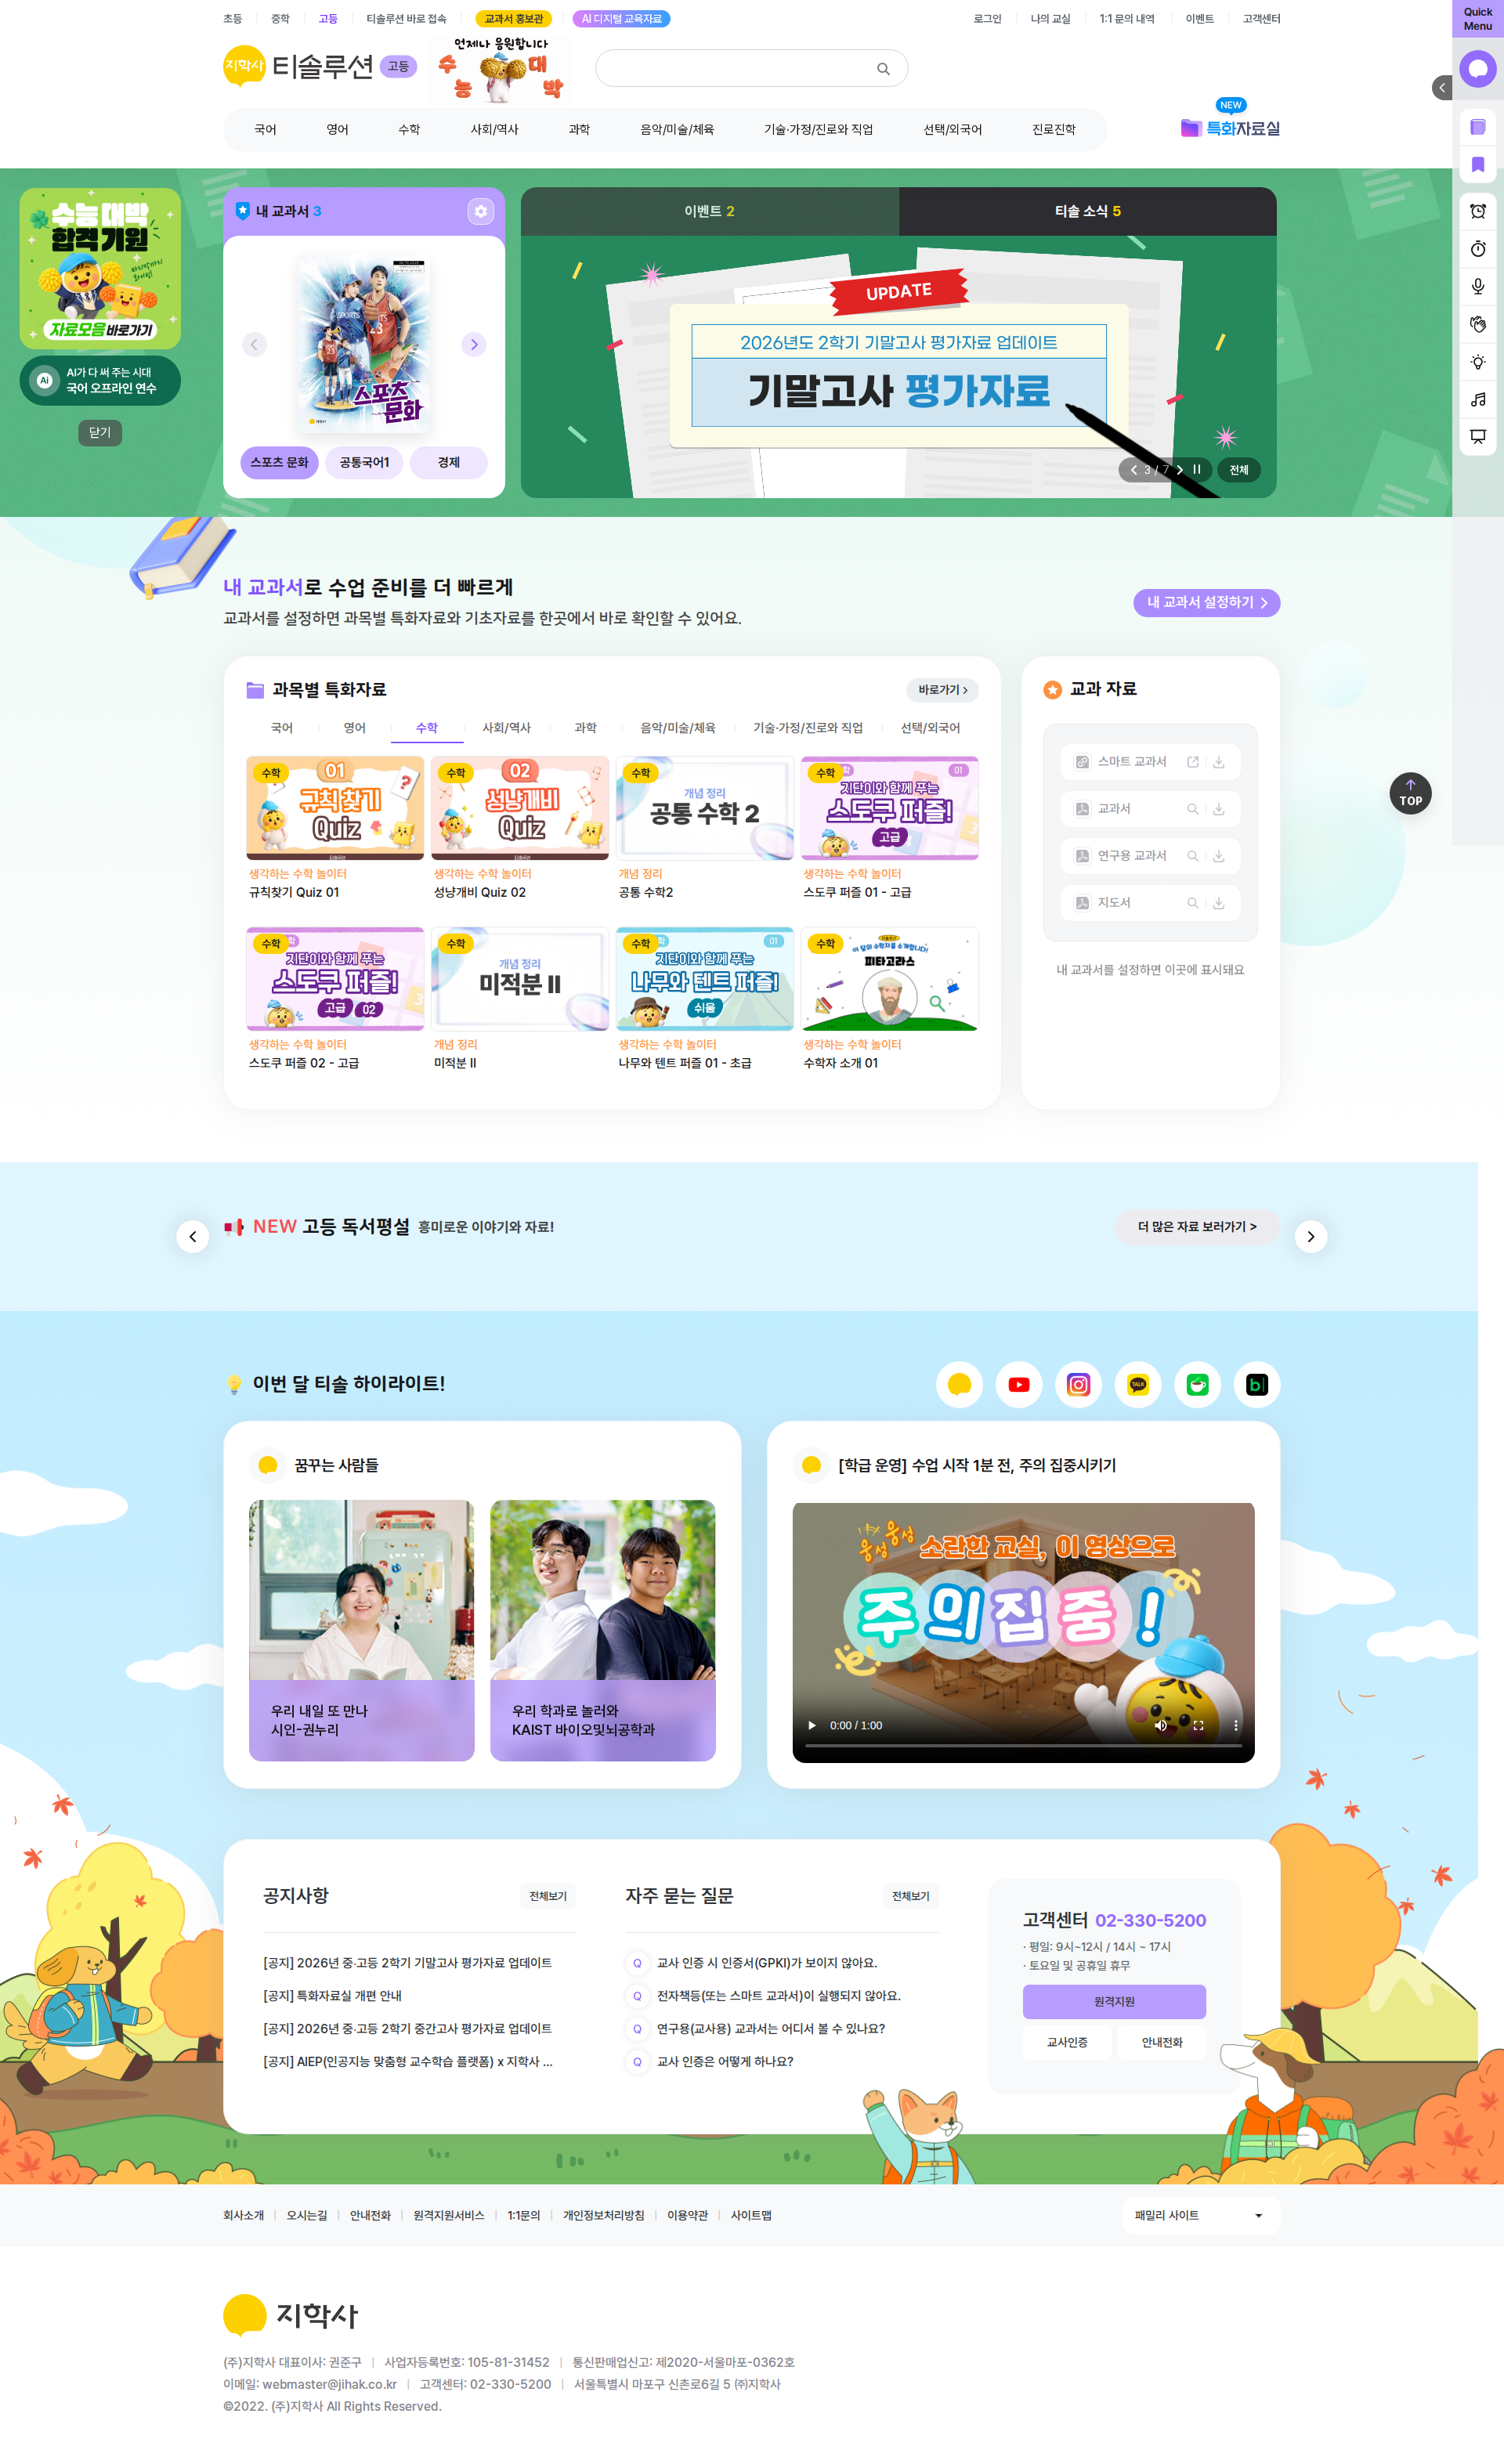 초등 중학 고등 티솔루션 바로 접속 교과서 홍보관 AI 디지털 교육자료
로그인 나의 교실 1:1 문의 내역 이벤트 고객센터
Quick Menu
지학사 티솔루션 고등
언제나 응원합니다
수능대박
국어 영어 수학 사회/역사 과학 음악/미술/체육 기술·가정/진로와 직업 선택/외국어 진로진학
NEW
특화자료실
수능 대박
합격 기원
자료모음 바로가기
AI가 다 써 주는 시대
국어 오프라인 연수
닫기
내 교과서 3
스포츠 문화
스포츠 문화 공통국어1 경제
이벤트 2
티솔 소식 5
UPDATE
2026년도 2학기 기말고사 평가자료 업데이트
기말고사 평가자료
3 / 7
전체
내 교과서로 수업 준비를 더 빠르게
교과서를 설정하면 과목별 특화자료와 기초자료를 한곳에서 바로 확인할 수 있어요.
내 교과서 설정하기
과목별 특화자료
바로가기
국어 영어 수학 사회/역사 과학 음악/미술/체육 기술·가정/진로와 직업 선택/외국어
수학 01 규칙 찾기 Quiz
수학 02 성냥개비 Quiz
수학 개념 정리 공통 수학 2
수학 01 지단이와 함께 푸는 스도쿠 퍼즐! 고급
생각하는 수학 놀이터
규칙찾기 Quiz 01
생각하는 수학 놀이터
성냥개비 Quiz 02
개념 정리
공통 수학2
생각하는 수학 놀이터
스도쿠 퍼즐 01 - 고급
수학 지단이와 함께 푸는 스도쿠 퍼즐! 고급 02
수학 개념 정리 미적분 II
수학 01 지단이와 함께 푸는 나무와 텐트 퍼즐! 쉬움
수학 이 달의 수학자를 소개합니다! 피타고라스
생각하는 수학 놀이터
스도쿠 퍼즐 02 - 고급
개념 정리
미적분 II
생각하는 수학 놀이터
나무와 텐트 퍼즐 01 - 초급
생각하는 수학 놀이터
수학자 소개 01
교과 자료
스마트 교과서
교과서
연구용 교과서
지도서
내 교과서를 설정하면 이곳에 표시돼요
TOP
NEW 고등 독서평설 흥미로운 이야기와 자료!
더 많은 자료 보러가기 >
이번 달 티솔 하이라이트!
TALK
꿈꾸는 사람들
우리 내일 또 만나
시인-권누리
우리 학과로 놀러와
KAIST 바이오및뇌공학과
[학급 운영] 수업 시작 1분 전, 주의 집중시키기
웅성웅성 소란한 교실, 이 영상으로
주의집중!
0:00 / 1:00
공지사항
전체보기
[공지] 2026년 중·고등 2학기 기말고사 평가자료 업데이트
[공지] 특화자료실 개편 안내
[공지] 2026년 중·고등 2학기 중간고사 평가자료 업데이트
[공지] AIEP(인공지능 맞춤형 교수학습 플랫폼) x 지학사 ...
자주 묻는 질문
전체보기
Q 교사 인증 시 인증서(GPKI)가 보이지 않아요.
Q 전자책등(또는 스마트 교과서)이 실행되지 않아요.
Q 연구용(교사용) 교과서는 어디서 볼 수 있나요?
Q 교사 인증은 어떻게 하나요?
고객센터 02-330-5200
· 평일: 9시~12시 / 14시 ~ 17시
· 토요일 및 공휴일 휴무
원격지원
교사인증 안내전화
회사소개 오시는길 안내전화 원격지원서비스 1:1문의 개인정보처리방침 이용약관 사이트맵
패밀리 사이트
지학사
(주)지학사 대표이사: 권준구 | 사업자등록번호: 105-81-31452 | 통신판매업신고: 제2020-서울마포-0362호
이메일: webmaster@jihak.co.kr | 고객센터: 02-330-5200 | 서울특별시 마포구 신촌로6길 5 ㈜지학사
©2022. (주)지학사 All Rights Reserved.